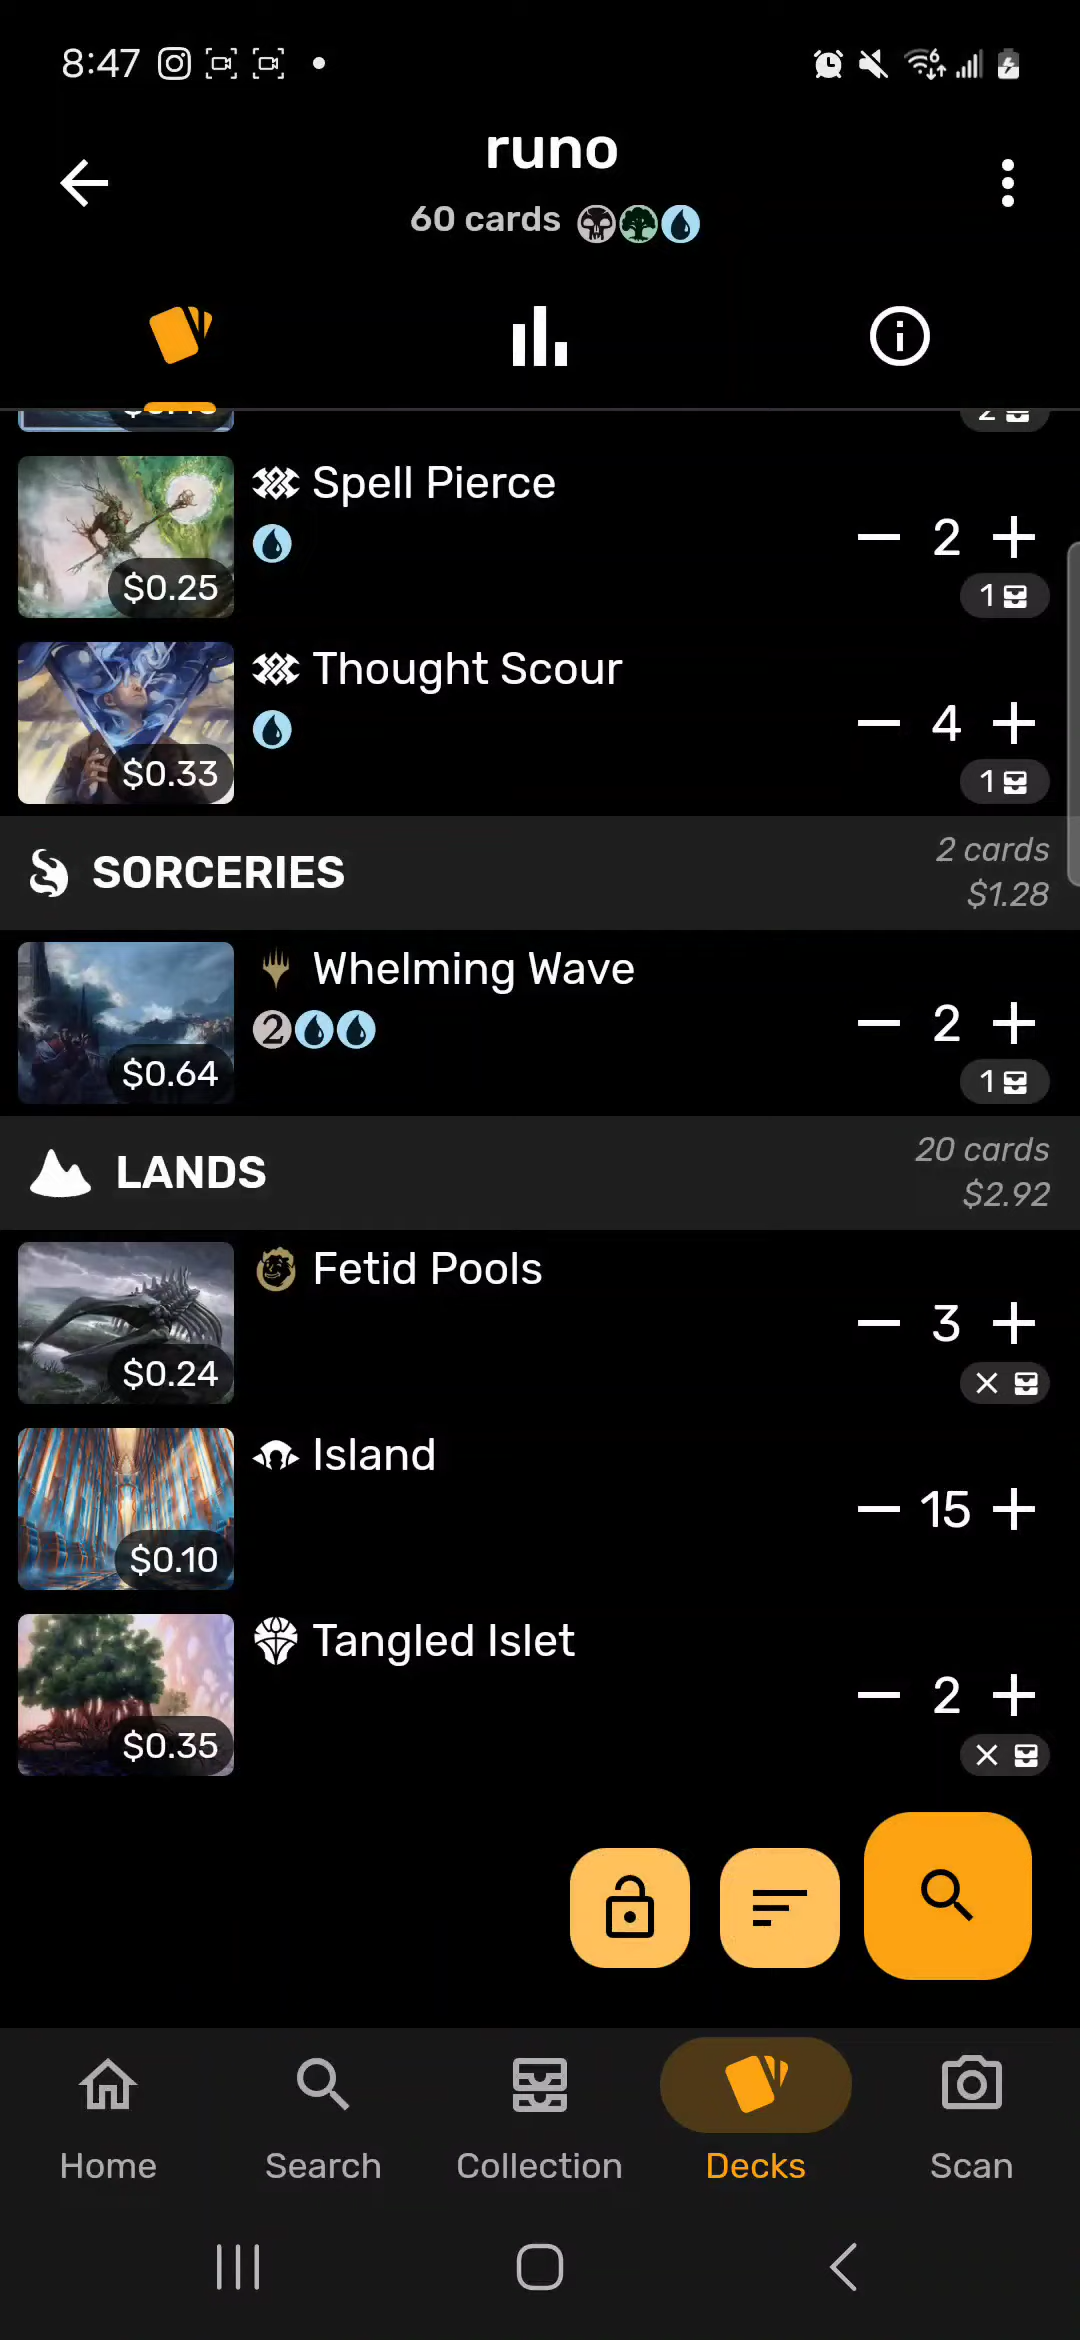 8:47
runo
60 cards
Spell Pierce
$0.25
2
1
Thought Scour
$0.33
4
1
SORCERIES
2 cards
$1.28
Whelming Wave
2
$0.64
2
1
LANDS
20 cards
$2.92
Fetid Pools
$0.24
3
Island
$0.10
15
Tangled Islet
$0.35
2
Home
Search
Collection
Decks
Scan